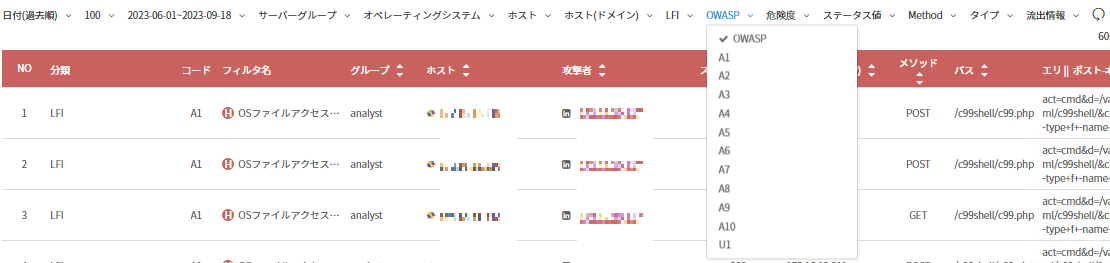 日付(過去順) 100 2023-06-01~2023-09-18 サーバーグループ オペレーティングシステム ホスト ホスト(ドメイン) LFI OWASP 危険度 ステータス値 Method タイプ 流出情報
OWASP
A1
A2
A3
A4
A5
A6
A7
A8
A9
A10
U1
NO 分類 コード フィルタ名 グループ ホスト 攻撃者 メソッド パス エリ ポスト
1 LFI A1 H OSファイルアクセス… analyst in POST /c99shell/c99.php act=cmd&d=/va
ml/c99shell/&c
-type+f+-name-
2 LFI A1 H OSファイルアクセス… analyst in POST /c99shell/c99.php act=cmd&d=/va
ml/c99shell/&c
-type+f+-name-
3 LFI A1 H OSファイルアクセス… analyst in GET /c99shell/c99.php act=cmd&d=/va
ml/c99shell/&c
-type+f+-name-
act=cmd&d=/va